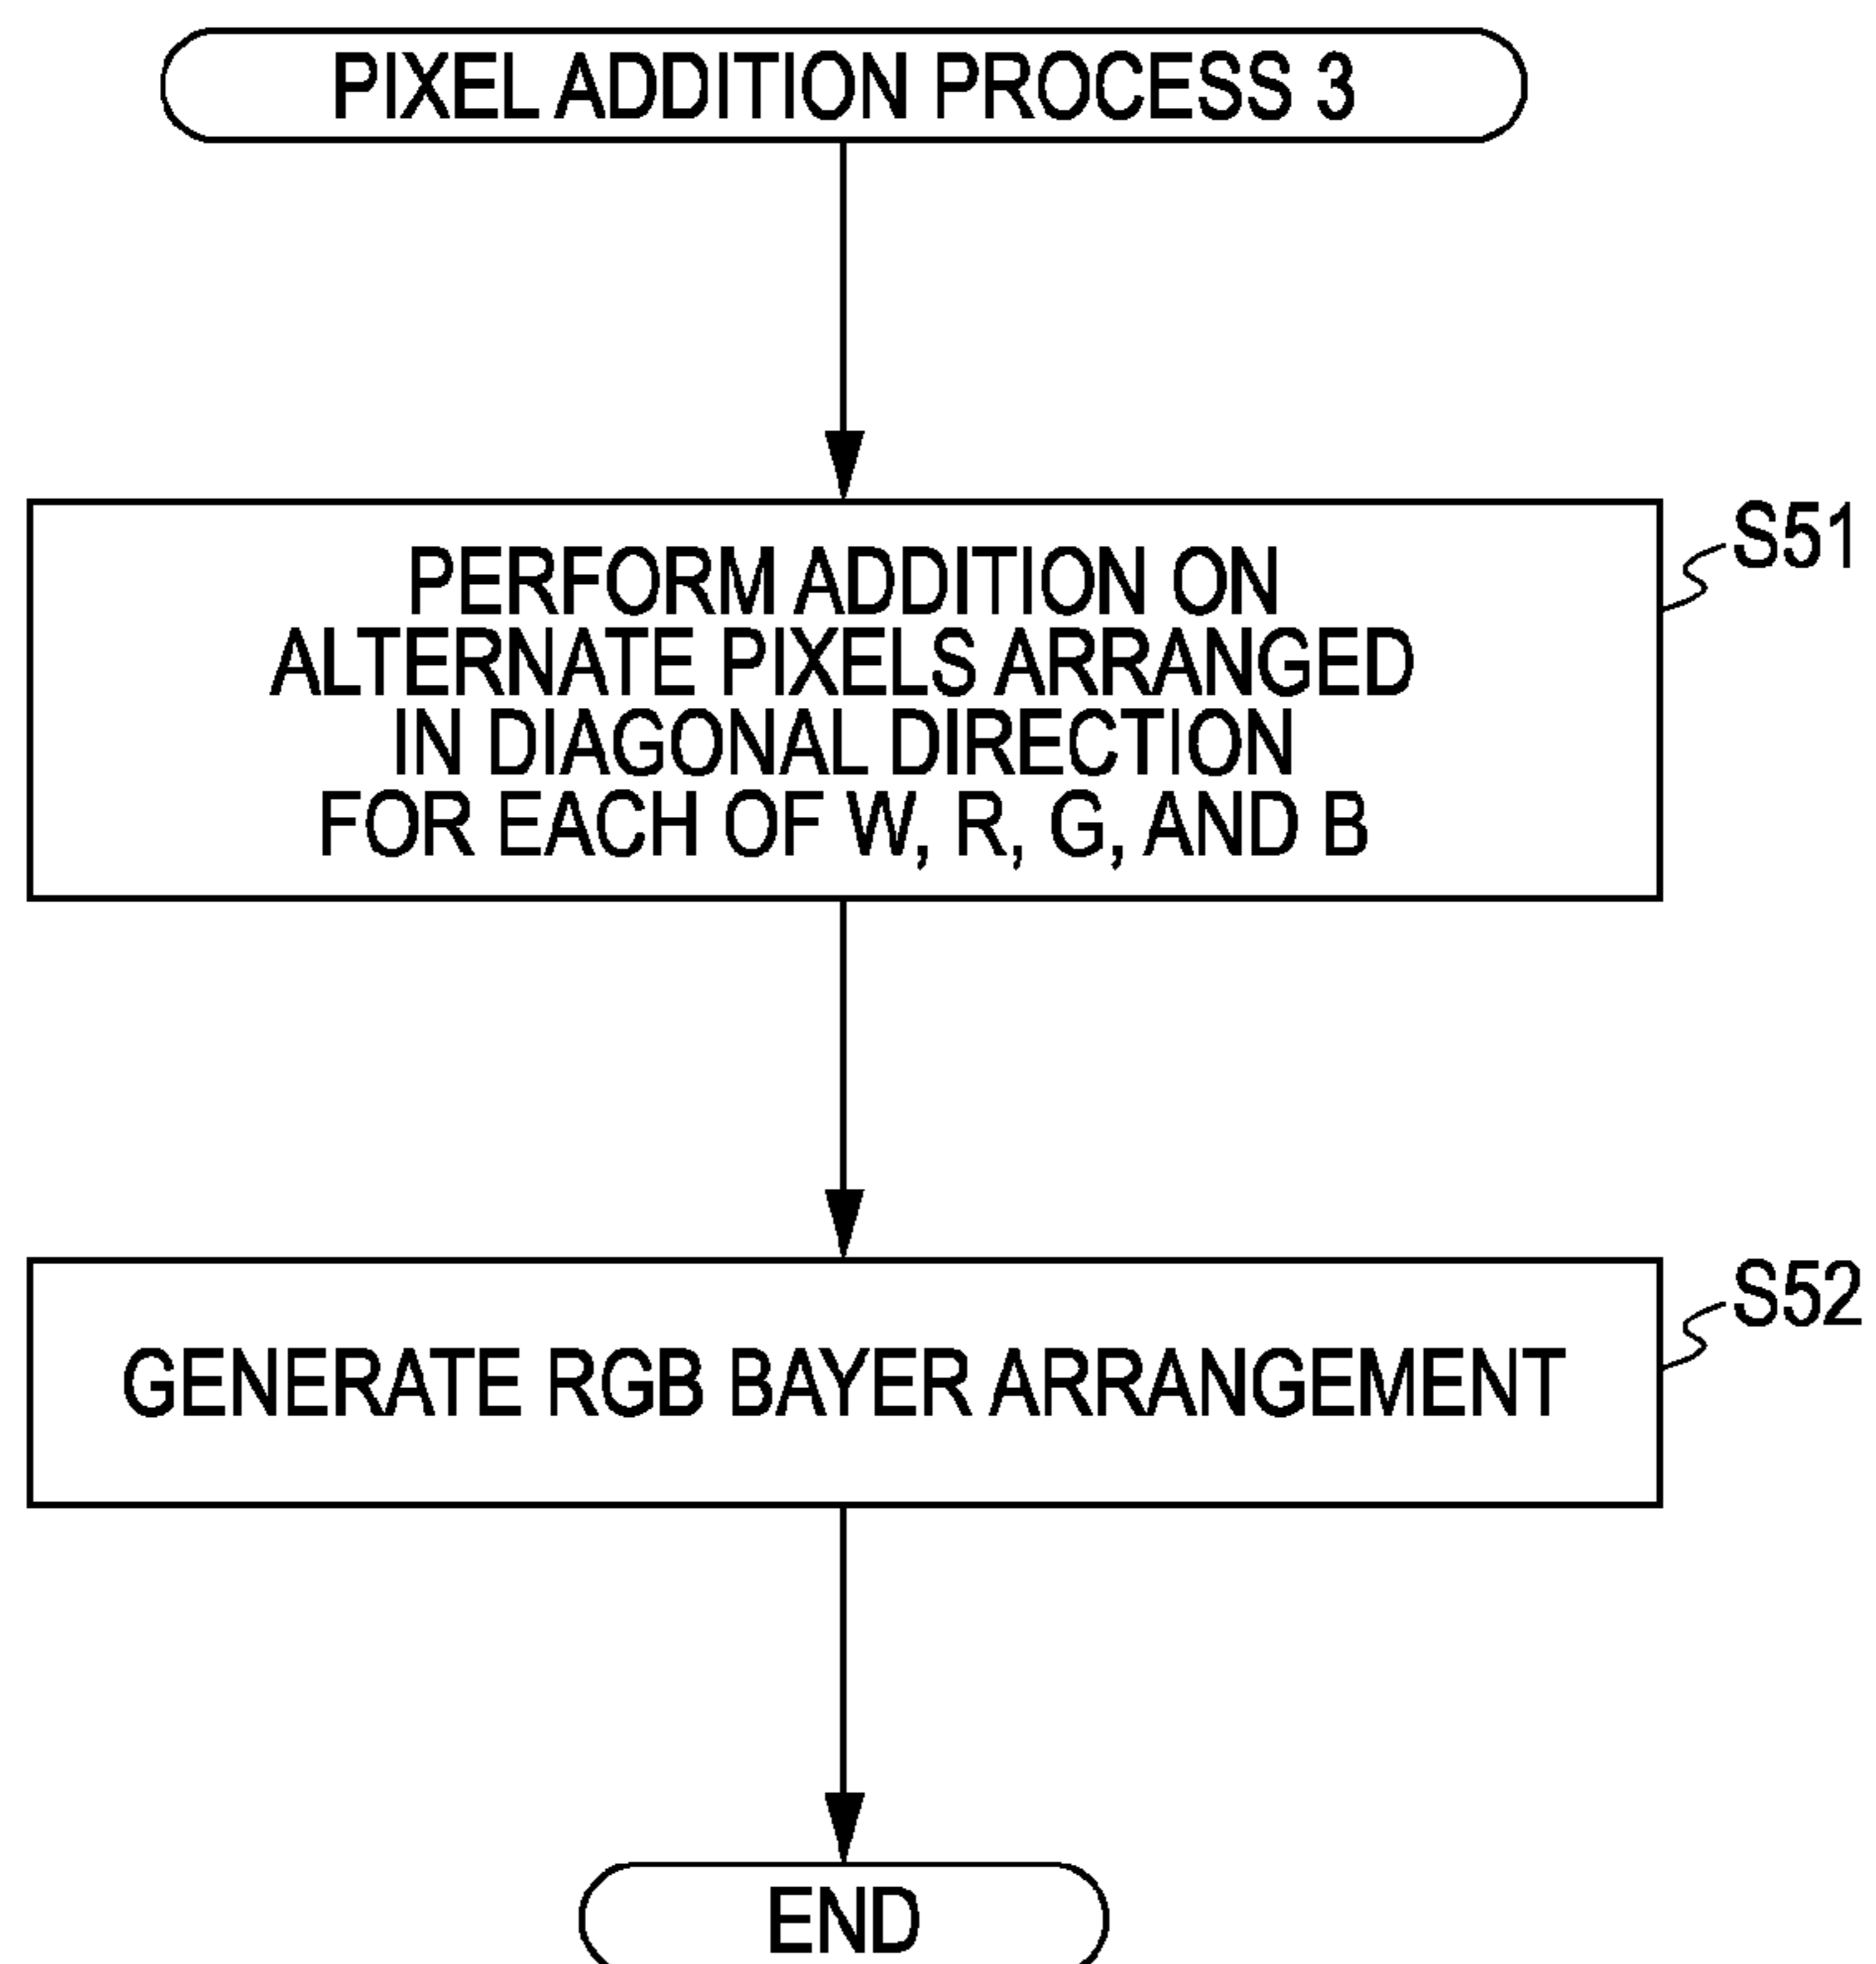 PIXEL ADDITION PROCESS 3
S51
PERFORM ADDITION ON
ALTERNATE PIXELS ARRANGED
IN DIAGONAL DIRECTION
FOR EACH OF W, R, G, AND B
S52
GENERATE RGB BAYER ARRANGEMENT
END